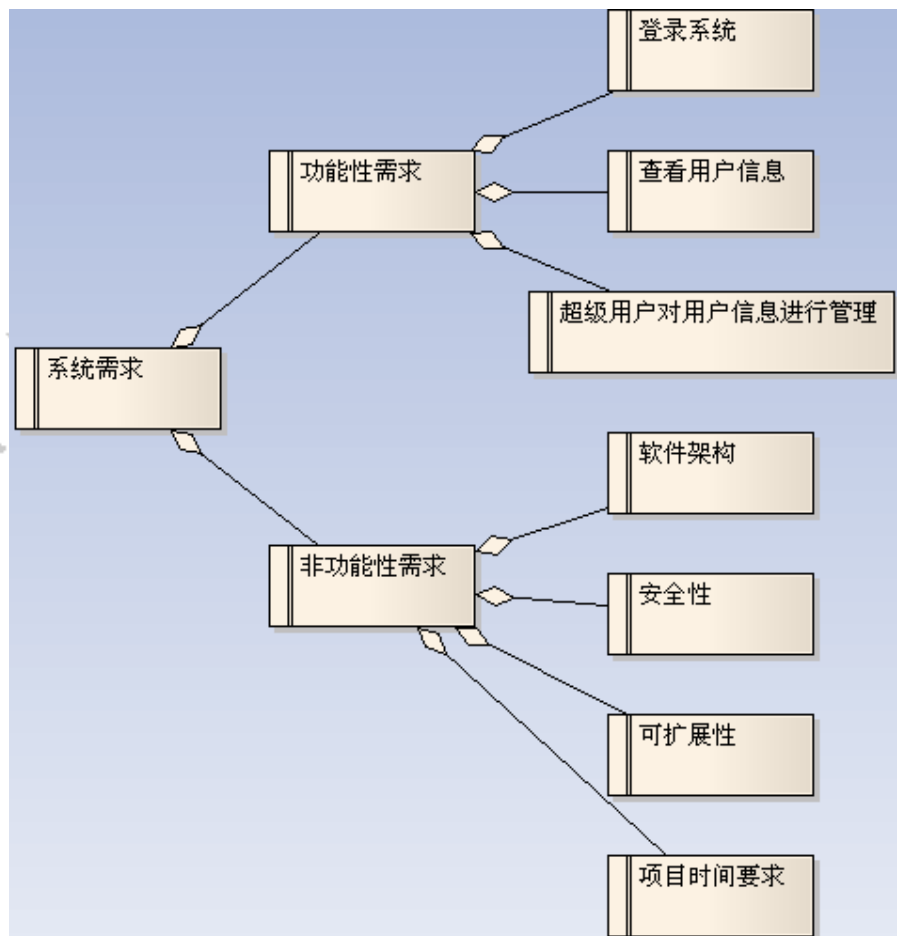 登录系统
功能性需求
查看用户信息
超级用户对用户信息进行管理
系统需求
软件架构
非功能性需求
安全性
可扩展性
项目时间要求